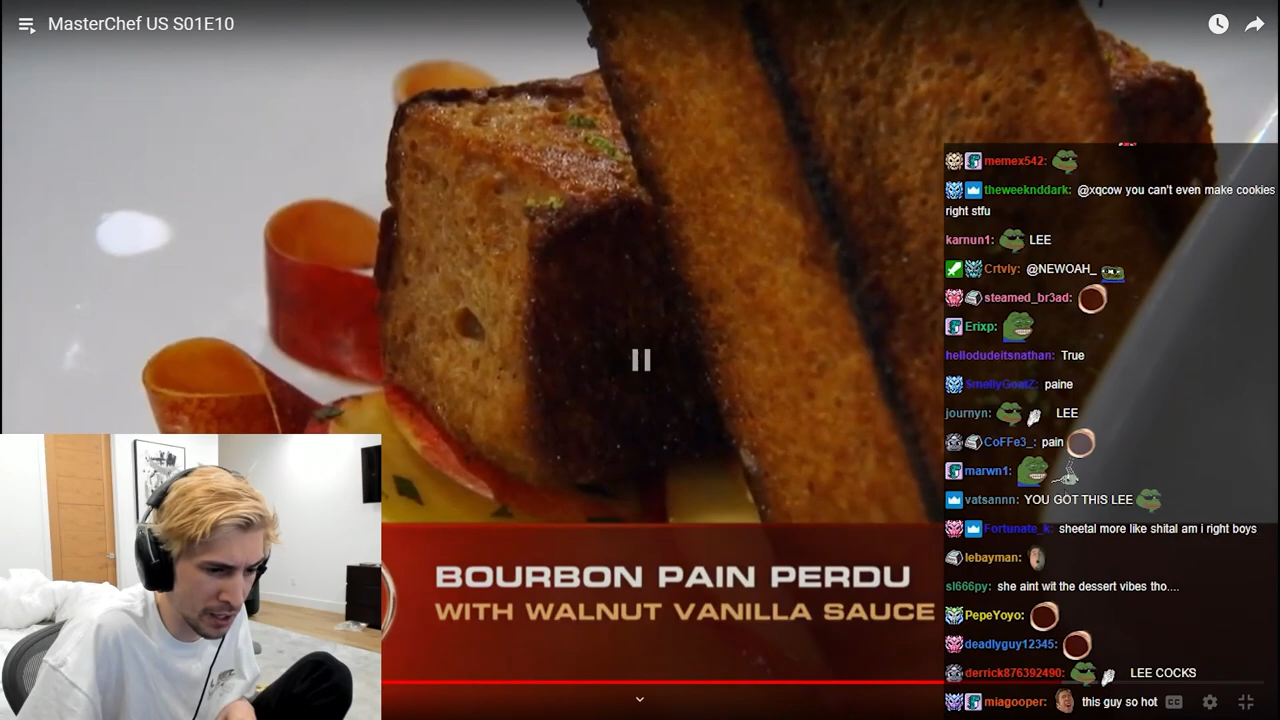 MasterChef US S01E10
memex542:
theweeknddark: @xqcow you can't even make cookies
right stfu
karnun1: LEE
Crtvly: @NEWOAH_
steamed_br3ad:
Erixp:
hellodudeitsnathan: True
SmellyGoatZ: paine
journyn: LEE
CoFFe3_: pain
marwn1:
vatsannn: YOU GOT THIS LEE
Fortunate_k: sheetal more like shital am i right boys
lebayman:
sl666py: she aint wit the dessert vibes tho....
PepeYoyo:
deadlyguy12345:
derrick876392490: LEE COCKS
miagooper: this guy so hot
CC
BOURBON PAIN PERDU
WITH WALNUT VANILLA SAUCE